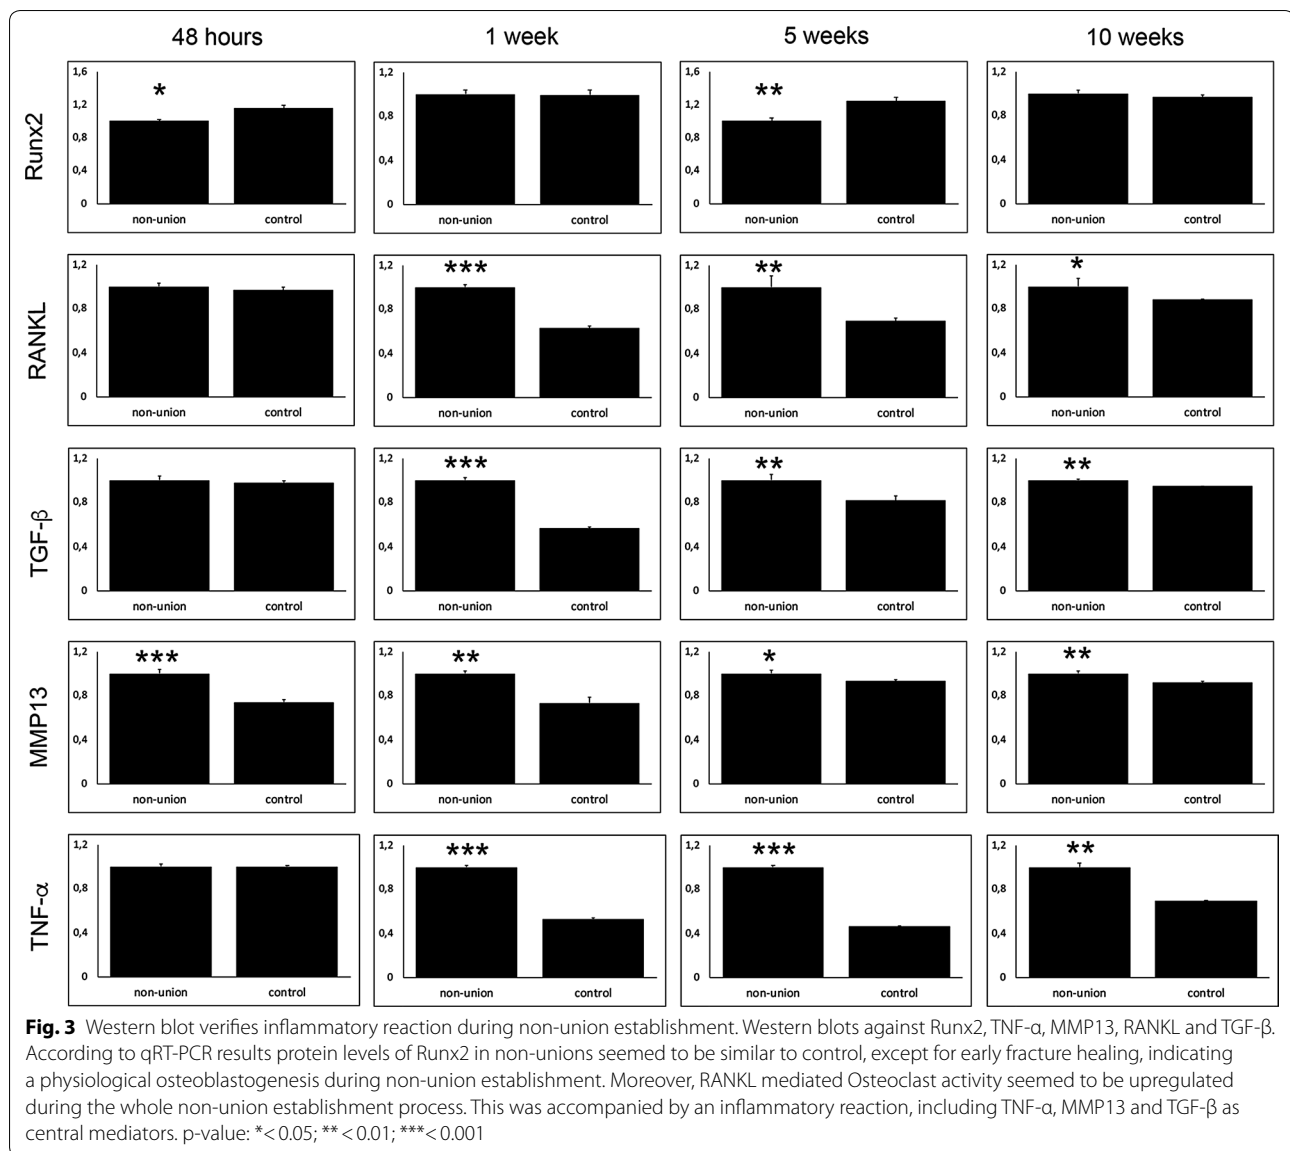 48 hours 1 week 5 weeks 10 weeks
Runx2
1,6 * 1,2 1,6 ** 1,2
1,2 0,8 1,2 0,8
0,8 0,4 0,8 0,4
0,4 0 0,4 0
0 0
non-union control non-union control non-union control non-union control
RANKL
1,2 1,2 *** 1,2 ** 1,2 *
0,8 0,8 0,8 0,8
0,4 0,4 0,4 0,4
0 0 0 0
non-union control non-union control non-union control non-union control
TGF-β
1,2 1,2 *** 1,2 ** 1,2 **
0,8 0,8 0,8 0,8
0,4 0,4 0,4 0,4
0 0 0 0
non-union control non-union control non-union control non-union control
MMP13
1,2 *** 1,2 ** 1,2 * 1,2 **
0,8 0,8 0,8 0,8
0,4 0,4 0,4 0,4
0 0 0 0
non-union control non-union control non-union control non-union control
TNF-α
1,2 1,2 *** 1,2 *** 1,2 **
0,8 0,8 0,8 0,8
0,4 0,4 0,4 0,4
0 0 0 0
non-union control non-union control non-union control non-union control
Fig. 3 Western blot verifies inflammatory reaction during non-union establishment. Western blots against Runx2, TNF-α, MMP13, RANKL and TGF-β.
According to qRT-PCR results protein levels of Runx2 in non-unions seemed to be similar to control, except for early fracture healing, indicating
a physiological osteoblastogenesis during non-union establishment. Moreover, RANKL mediated Osteoclast activity seemed to be upregulated
during the whole non-union establishment process. This was accompanied by an inflammatory reaction, including TNF-α, MMP13 and TGF-β as
central mediators. p-value: *< 0.05; ** < 0.01; ***< 0.001